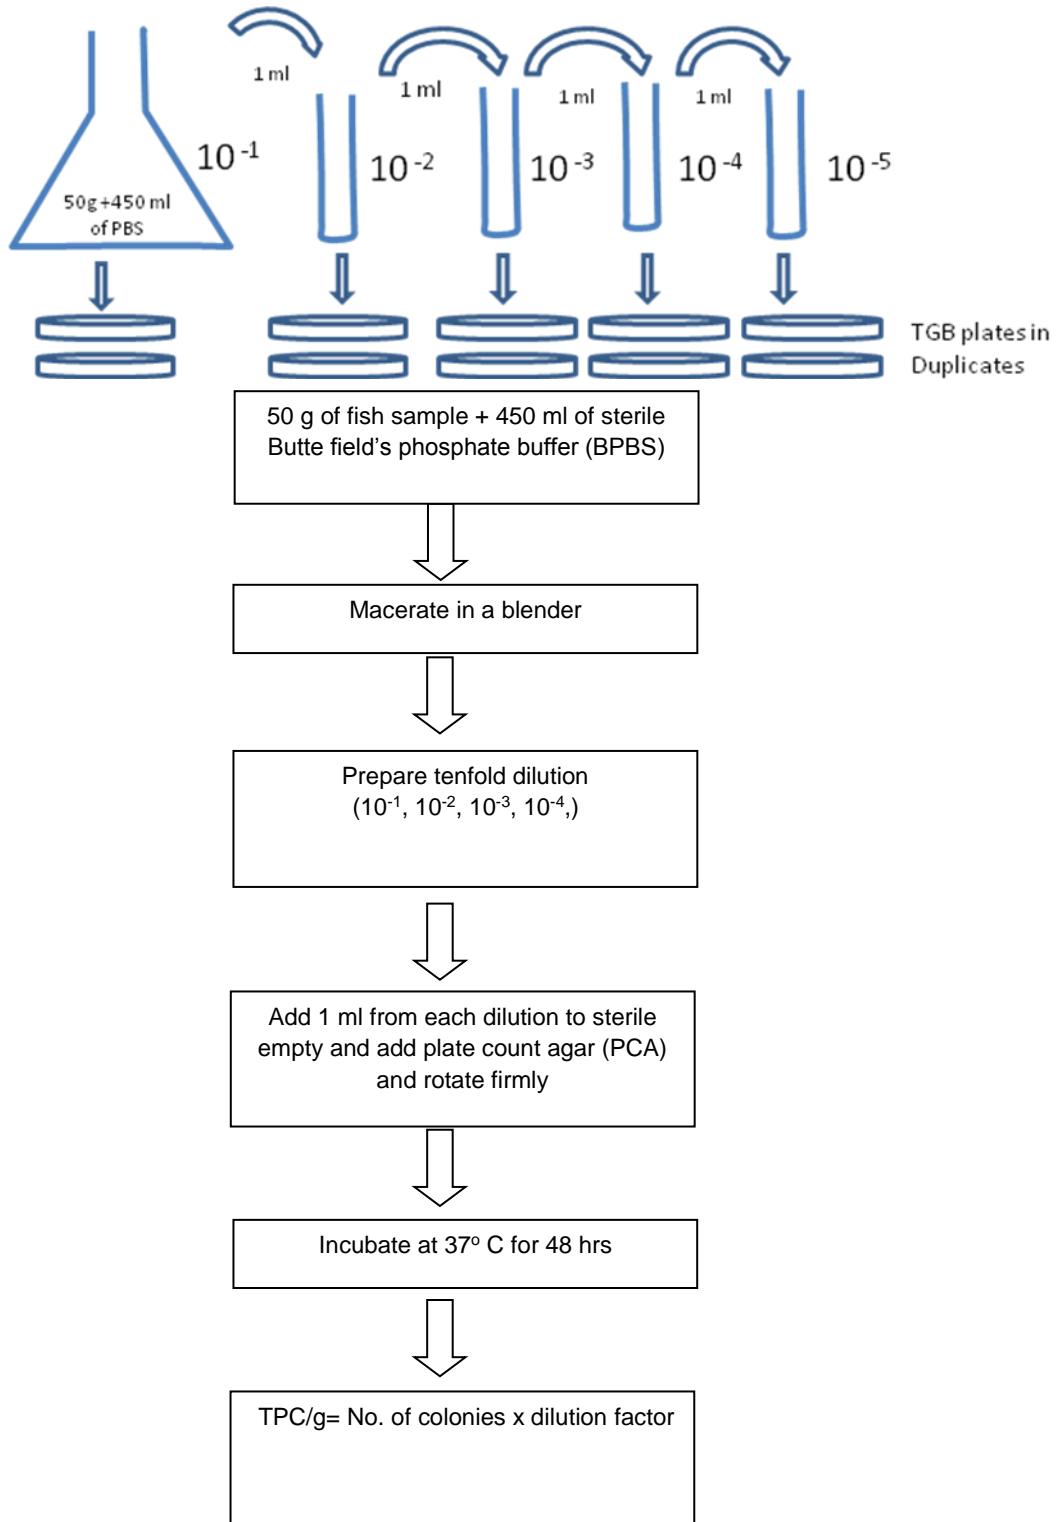 1 ml
1 ml
1 ml
1 ml
10⁻¹
10⁻²
10⁻³
10⁻⁴
10⁻⁵
50g+450 ml
of PBS
TGB plates in
Duplicates
50 g of fish sample + 450 ml of sterile
Butte field’s phosphate buffer (BPBS)
Macerate in a blender
Prepare tenfold dilution
(10⁻¹, 10⁻², 10⁻³, 10⁻⁴,)
Add 1 ml from each dilution to sterile
empty and add plate count agar (PCA)
and rotate firmly
Incubate at 37º C for 48 hrs
TPC/g= No. of colonies x dilution factor